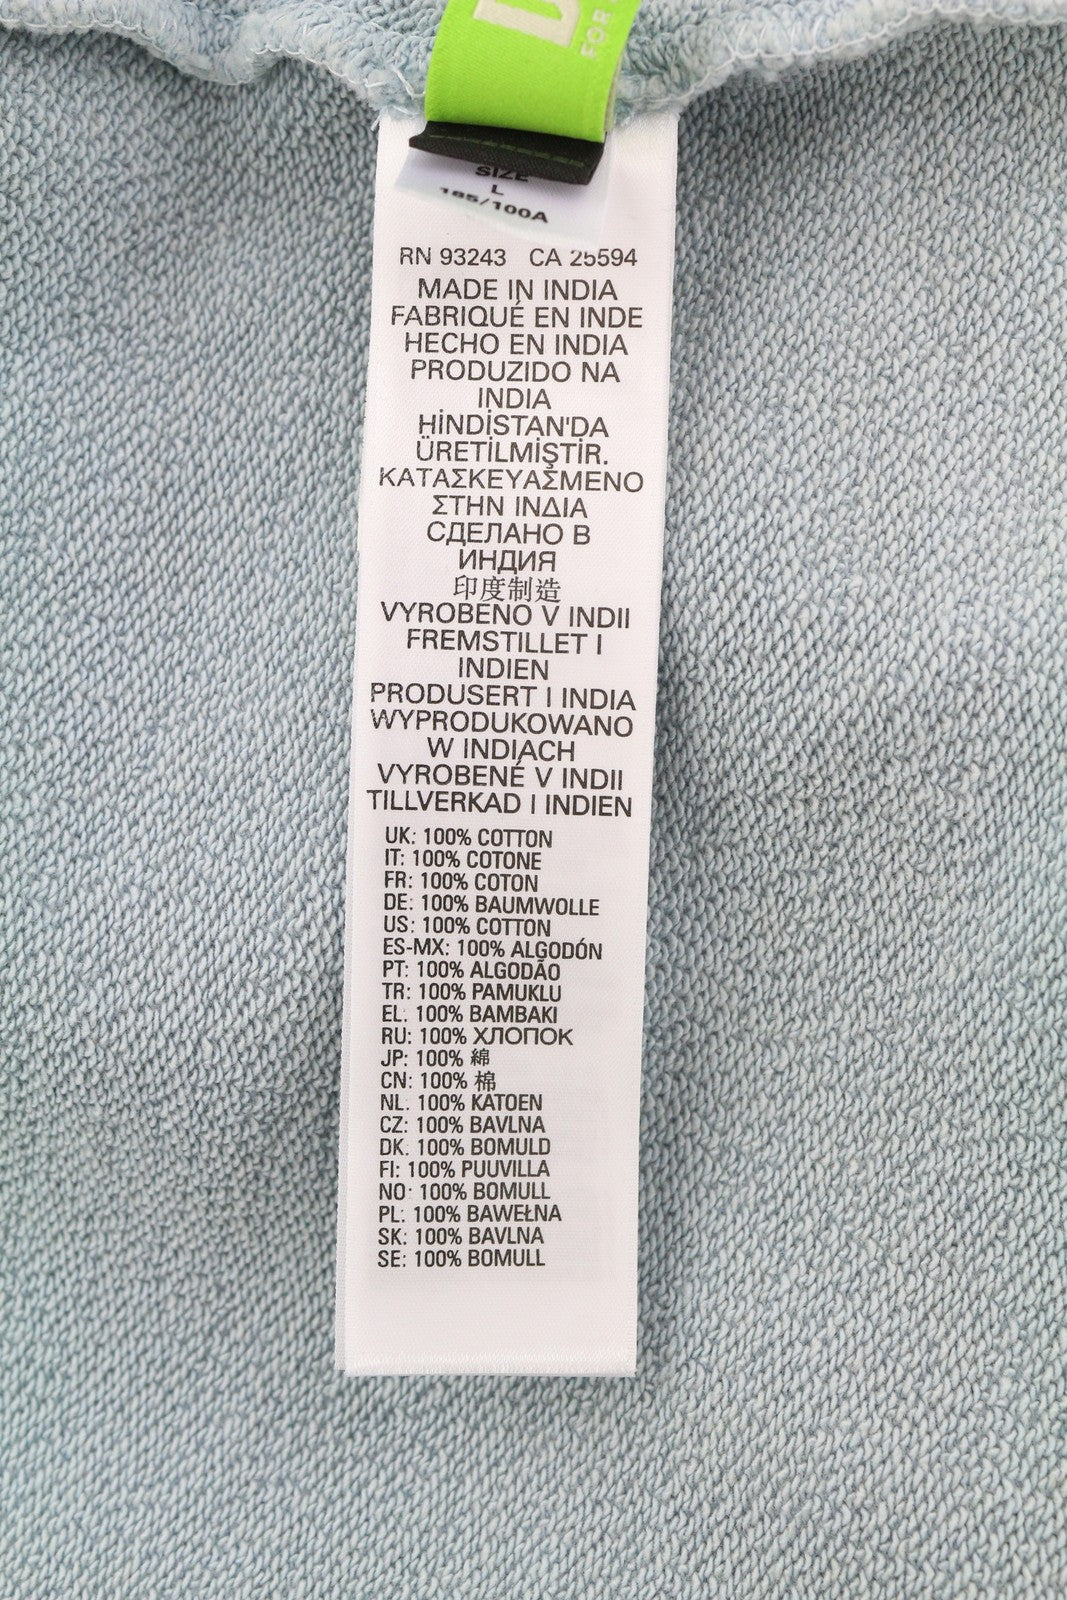 FOR
SIZE
L
185/100A
RN 93243 CA 25594
MADE IN INDIA
FABRIQUÉ EN INDE
HECHO EN INDIA
PRODUZIDO NA
INDIA
HİNDİSTAN'DA
ÜRETİLMİŞTİR.
ΚΑΤΑΣΚΕΥΑΣΜΕΝΟ
ΣΤΗΝ ΙΝΔΙΑ
СДЕЛАНО В
ИНДИЯ
印度制造
VYROBENO V INDII
FREMSTILLET I
INDIEN
PRODUSERT I INDIA
WYPRODUKOWANO
W INDIACH
VYROBENÉ V INDII
TILLVERKAD I INDIEN
UK: 100% COTTON
IT: 100% COTONE
FR: 100% COTON
DE: 100% BAUMWOLLE
US: 100% COTTON
ES-MX: 100% ALGODÓN
PT: 100% ALGODÃO
TR: 100% PAMUKLU
EL. 100% BAMBAKI
RU: 100% ХЛОПОК
JP: 100% 綿
CN: 100% 棉
NL. 100% KATOEN
CZ: 100% BAVLNA
DK. 100% BOMULD
FI: 100% PUUVILLA
NO: 100% BOMULL
PL: 100% BAWEŁNA
SK: 100% BAVLNA
SE: 100% BOMULL